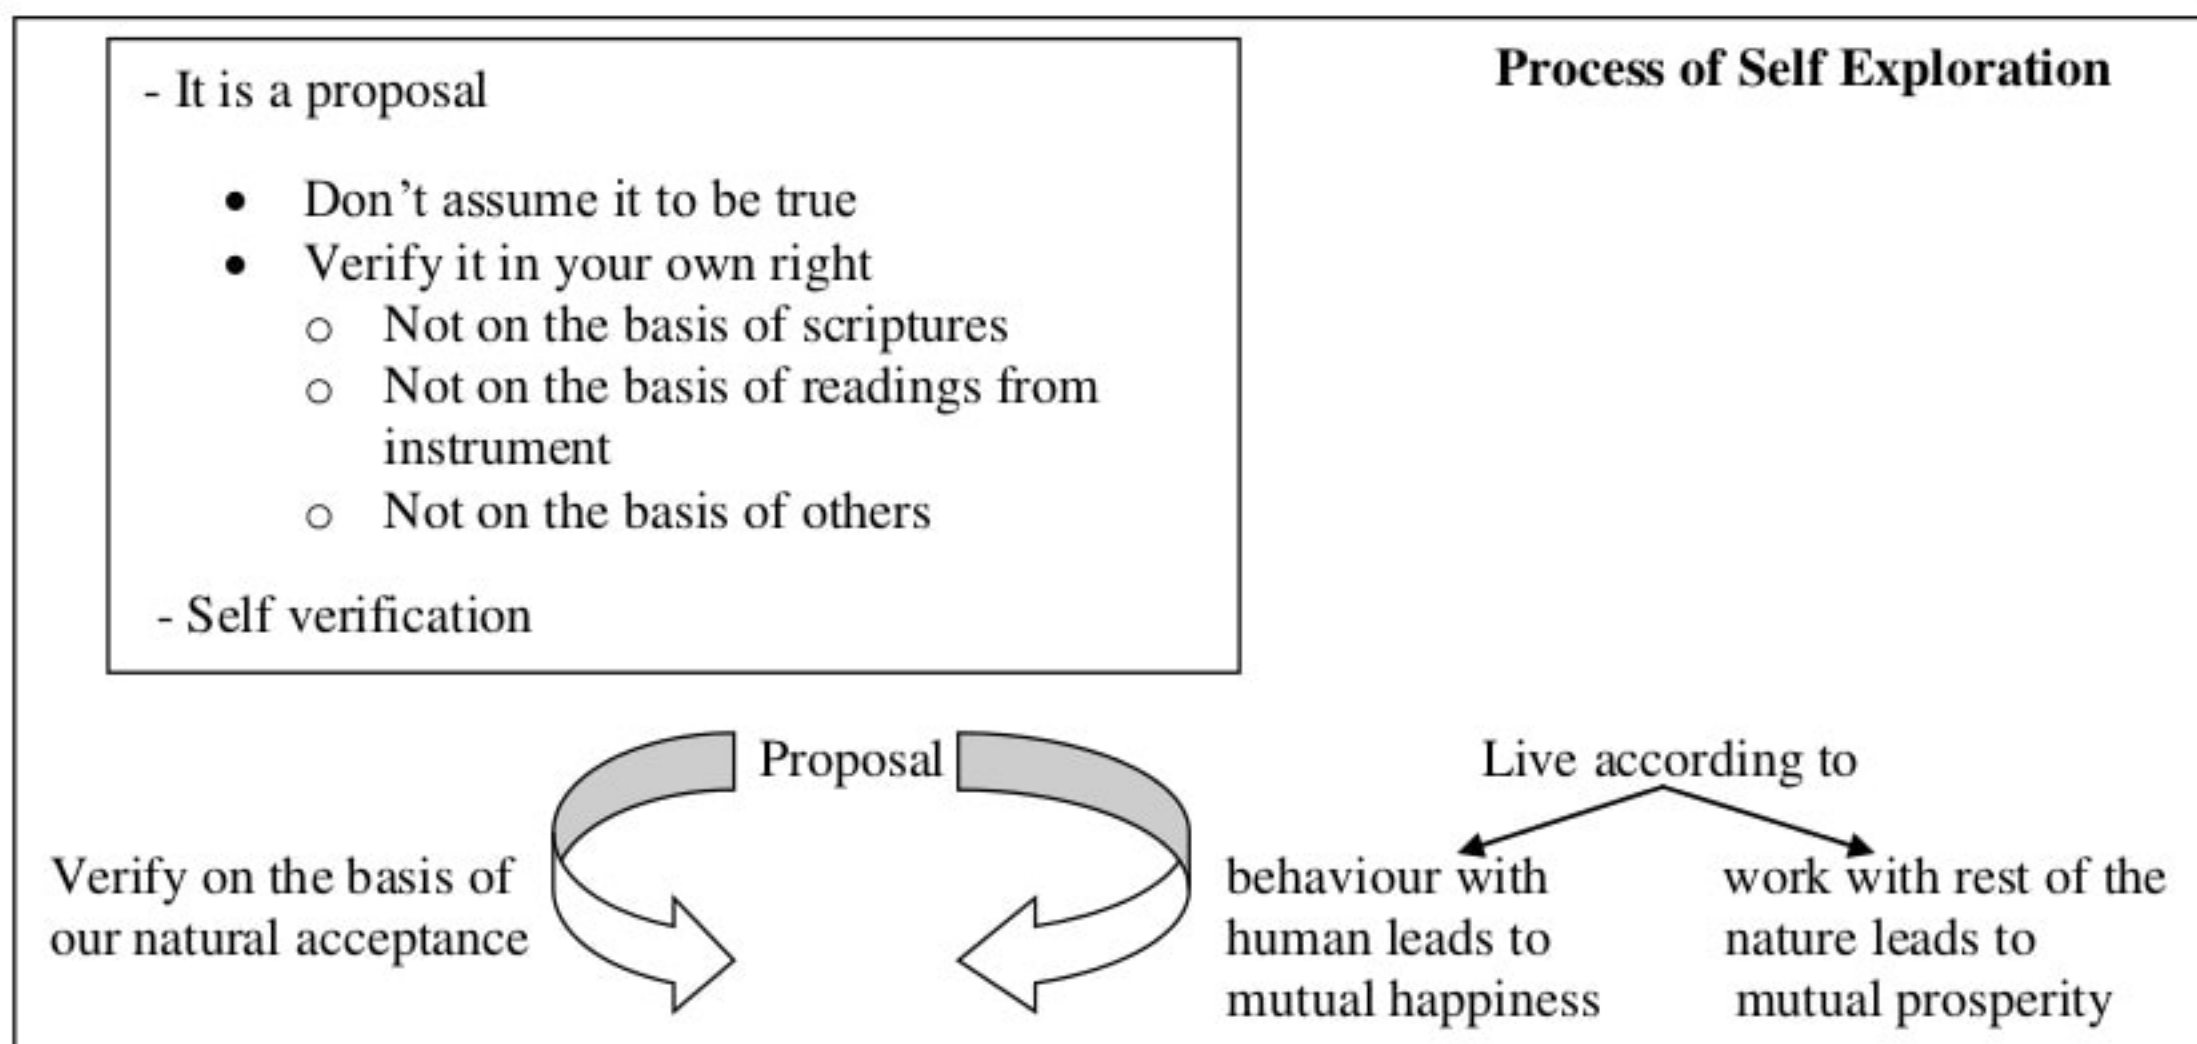 Process of Self Exploration
- It is a proposal
• Don't assume it to be true
• Verify it in your own right
o Not on the basis of scriptures
o Not on the basis of readings from
instrument
o Not on the basis of others
- Self verification
Proposal
Verify on the basis of
our natural acceptance
Live according to
behaviour with
human leads to
mutual happiness
work with rest of the
nature leads to
mutual prosperity